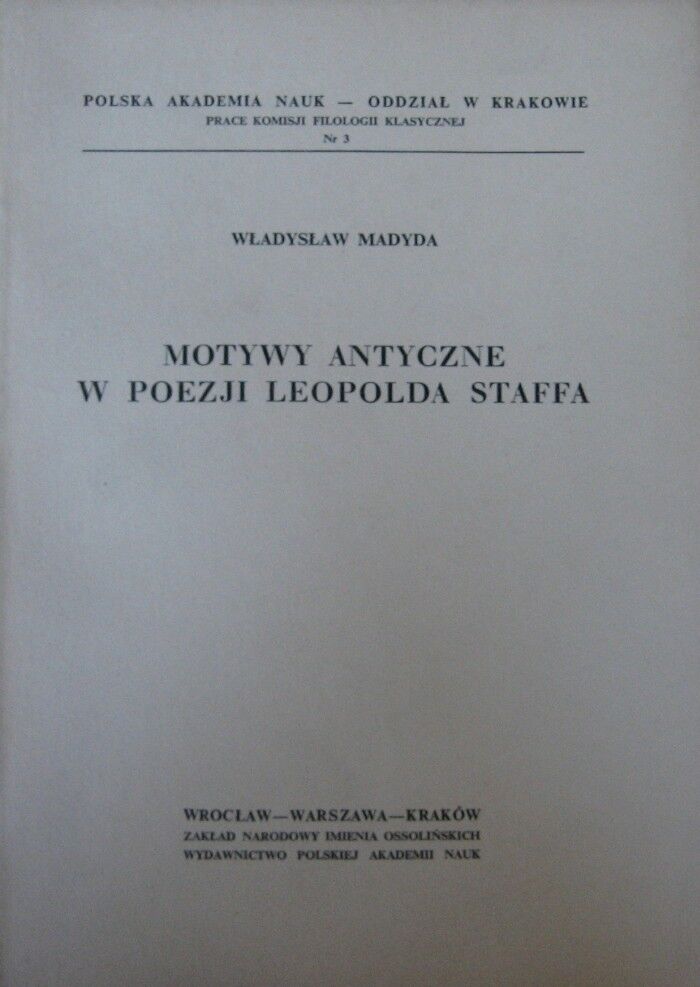 POLSKA AKADEMIA NAUK — ODDZIAŁ W KRAKOWIE
PRACE KOMISJI FILOLOGII KLASYCZNEJ
Nr 3
WŁADYSŁAW MADYDA
MOTYWY ANTYCZNE
W POEZJI LEOPOLDA STAFFA
WROCŁAW—WARSZAWA—KRAKÓW
ZAKŁAD NARODOWY IMIENIA OSSOLIŃSKICH
WYDAWNICTWO POLSKIEJ AKADEMII NAUK